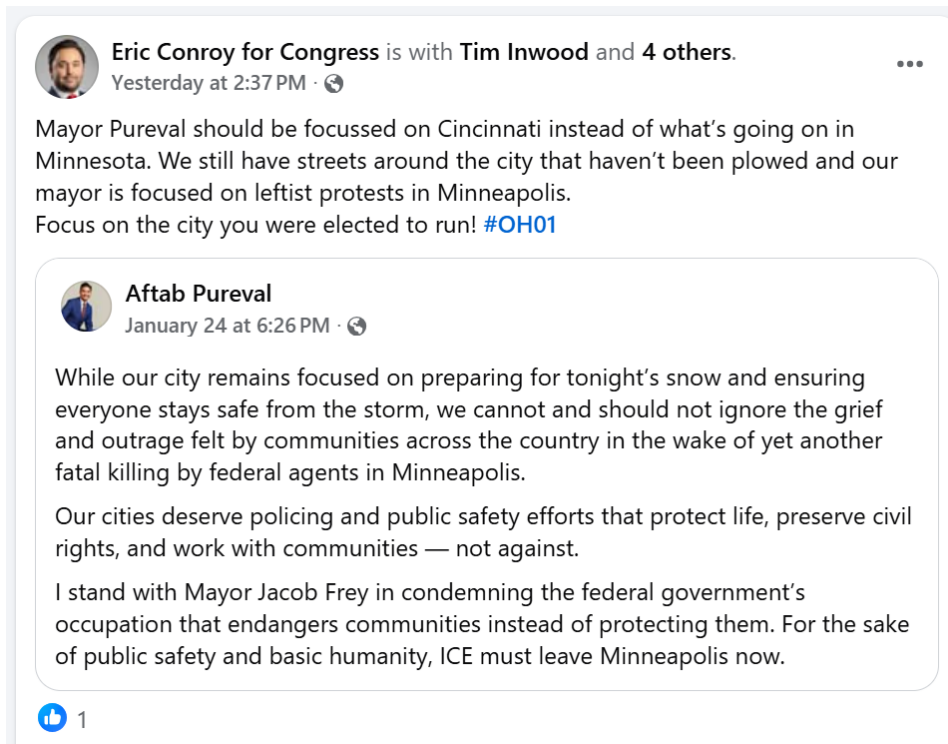 Eric Conroy for Congress is with Tim Inwood and 4 others.
Yesterday at 2:37 PM ·
Mayor Pureval should be focussed on Cincinnati instead of what's going on in
Minnesota. We still have streets around the city that haven't been plowed and our
mayor is focused on leftist protests in Minneapolis.
Focus on the city you were elected to run! #OH01
Aftab Pureval
January 24 at 6:26 PM ·
While our city remains focused on preparing for tonight's snow and ensuring
everyone stays safe from the storm, we cannot and should not ignore the grief
and outrage felt by communities across the country in the wake of yet another
fatal killing by federal agents in Minneapolis.
Our cities deserve policing and public safety efforts that protect life, preserve civil
rights, and work with communities — not against.
I stand with Mayor Jacob Frey in condemning the federal government's
occupation that endangers communities instead of protecting them. For the sake
of public safety and basic humanity, ICE must leave Minneapolis now.
1